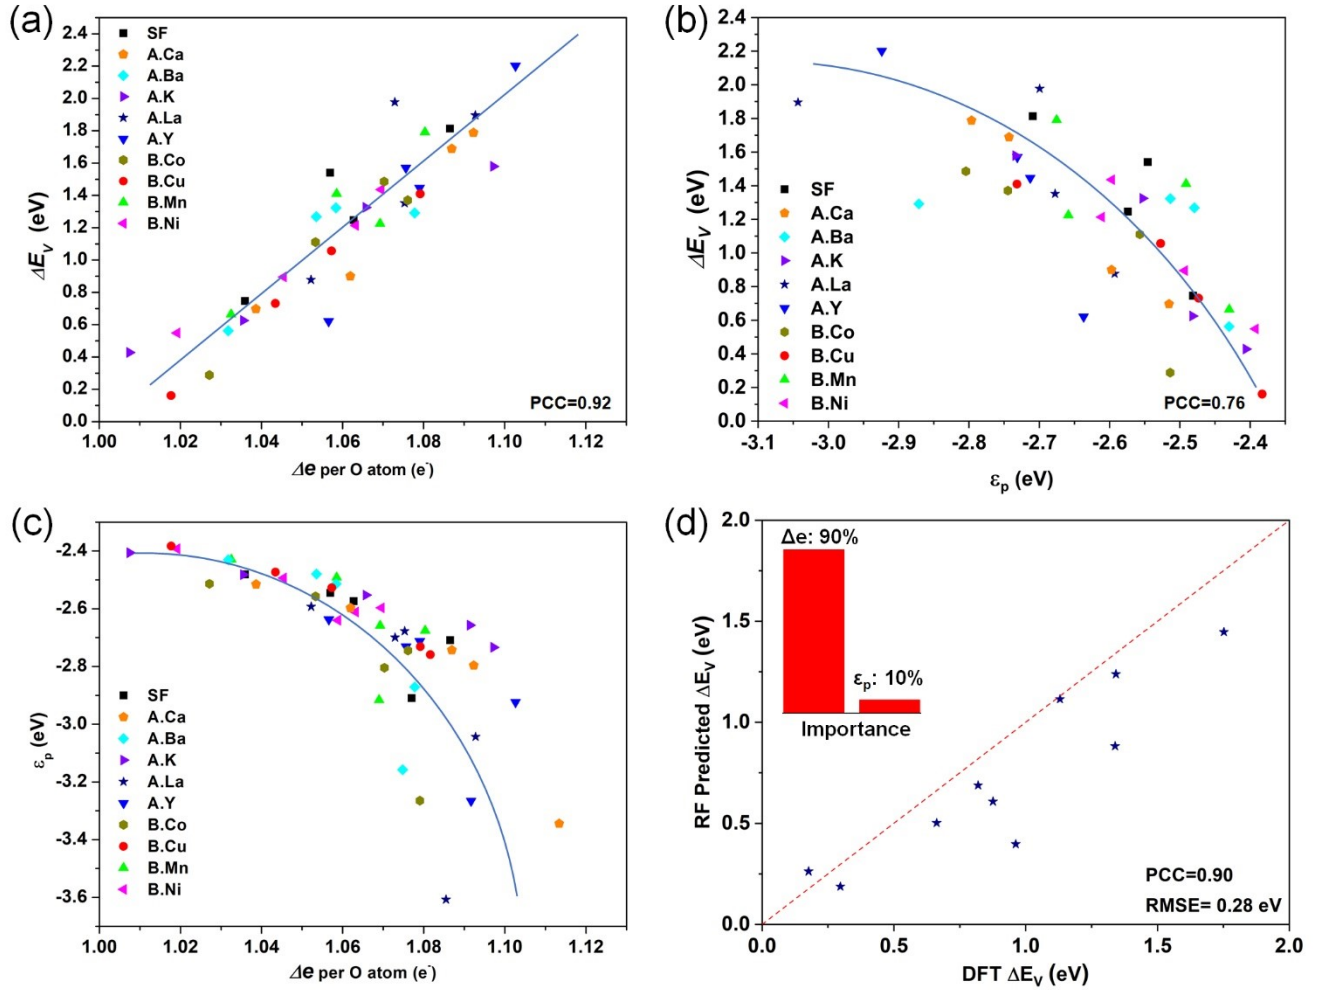 (a)
2.4
2.2
2.0
1.8
1.6
1.4
1.2
1.0
0.8
0.6
0.4
0.2
0.0
ΔE_V (eV)
SF
A.Ca
A.Ba
A.K
A.La
A.Y
B.Co
B.Cu
B.Mn
B.Ni
PCC=0.92
1.00 1.02 1.04 1.06 1.08 1.10 1.12
Δe per O atom (e⁻)
(b)
2.4
2.2
2.0
1.8
1.6
1.4
1.2
1.0
0.8
0.6
0.4
0.2
0.0
ΔE_V (eV)
SF
A.Ca
A.Ba
A.K
A.La
A.Y
B.Co
B.Cu
B.Mn
B.Ni
PCC=0.76
-3.1 -3.0 -2.9 -2.8 -2.7 -2.6 -2.5 -2.4
ε_p (eV)
(c)
-2.4
-2.6
-2.8
-3.0
-3.2
-3.4
-3.6
ε_p (eV)
SF
A.Ca
A.Ba
A.K
A.La
A.Y
B.Co
B.Cu
B.Mn
B.Ni
1.00 1.02 1.04 1.06 1.08 1.10 1.12
Δe per O atom (e⁻)
(d)
2.0
1.5
1.0
0.5
0.0
RF Predicted ΔE_V (eV)
Δe: 90%
ε_p: 10%
Importance
PCC=0.90
RMSE= 0.28 eV
0.0 0.5 1.0 1.5 2.0
DFT ΔE_V (eV)